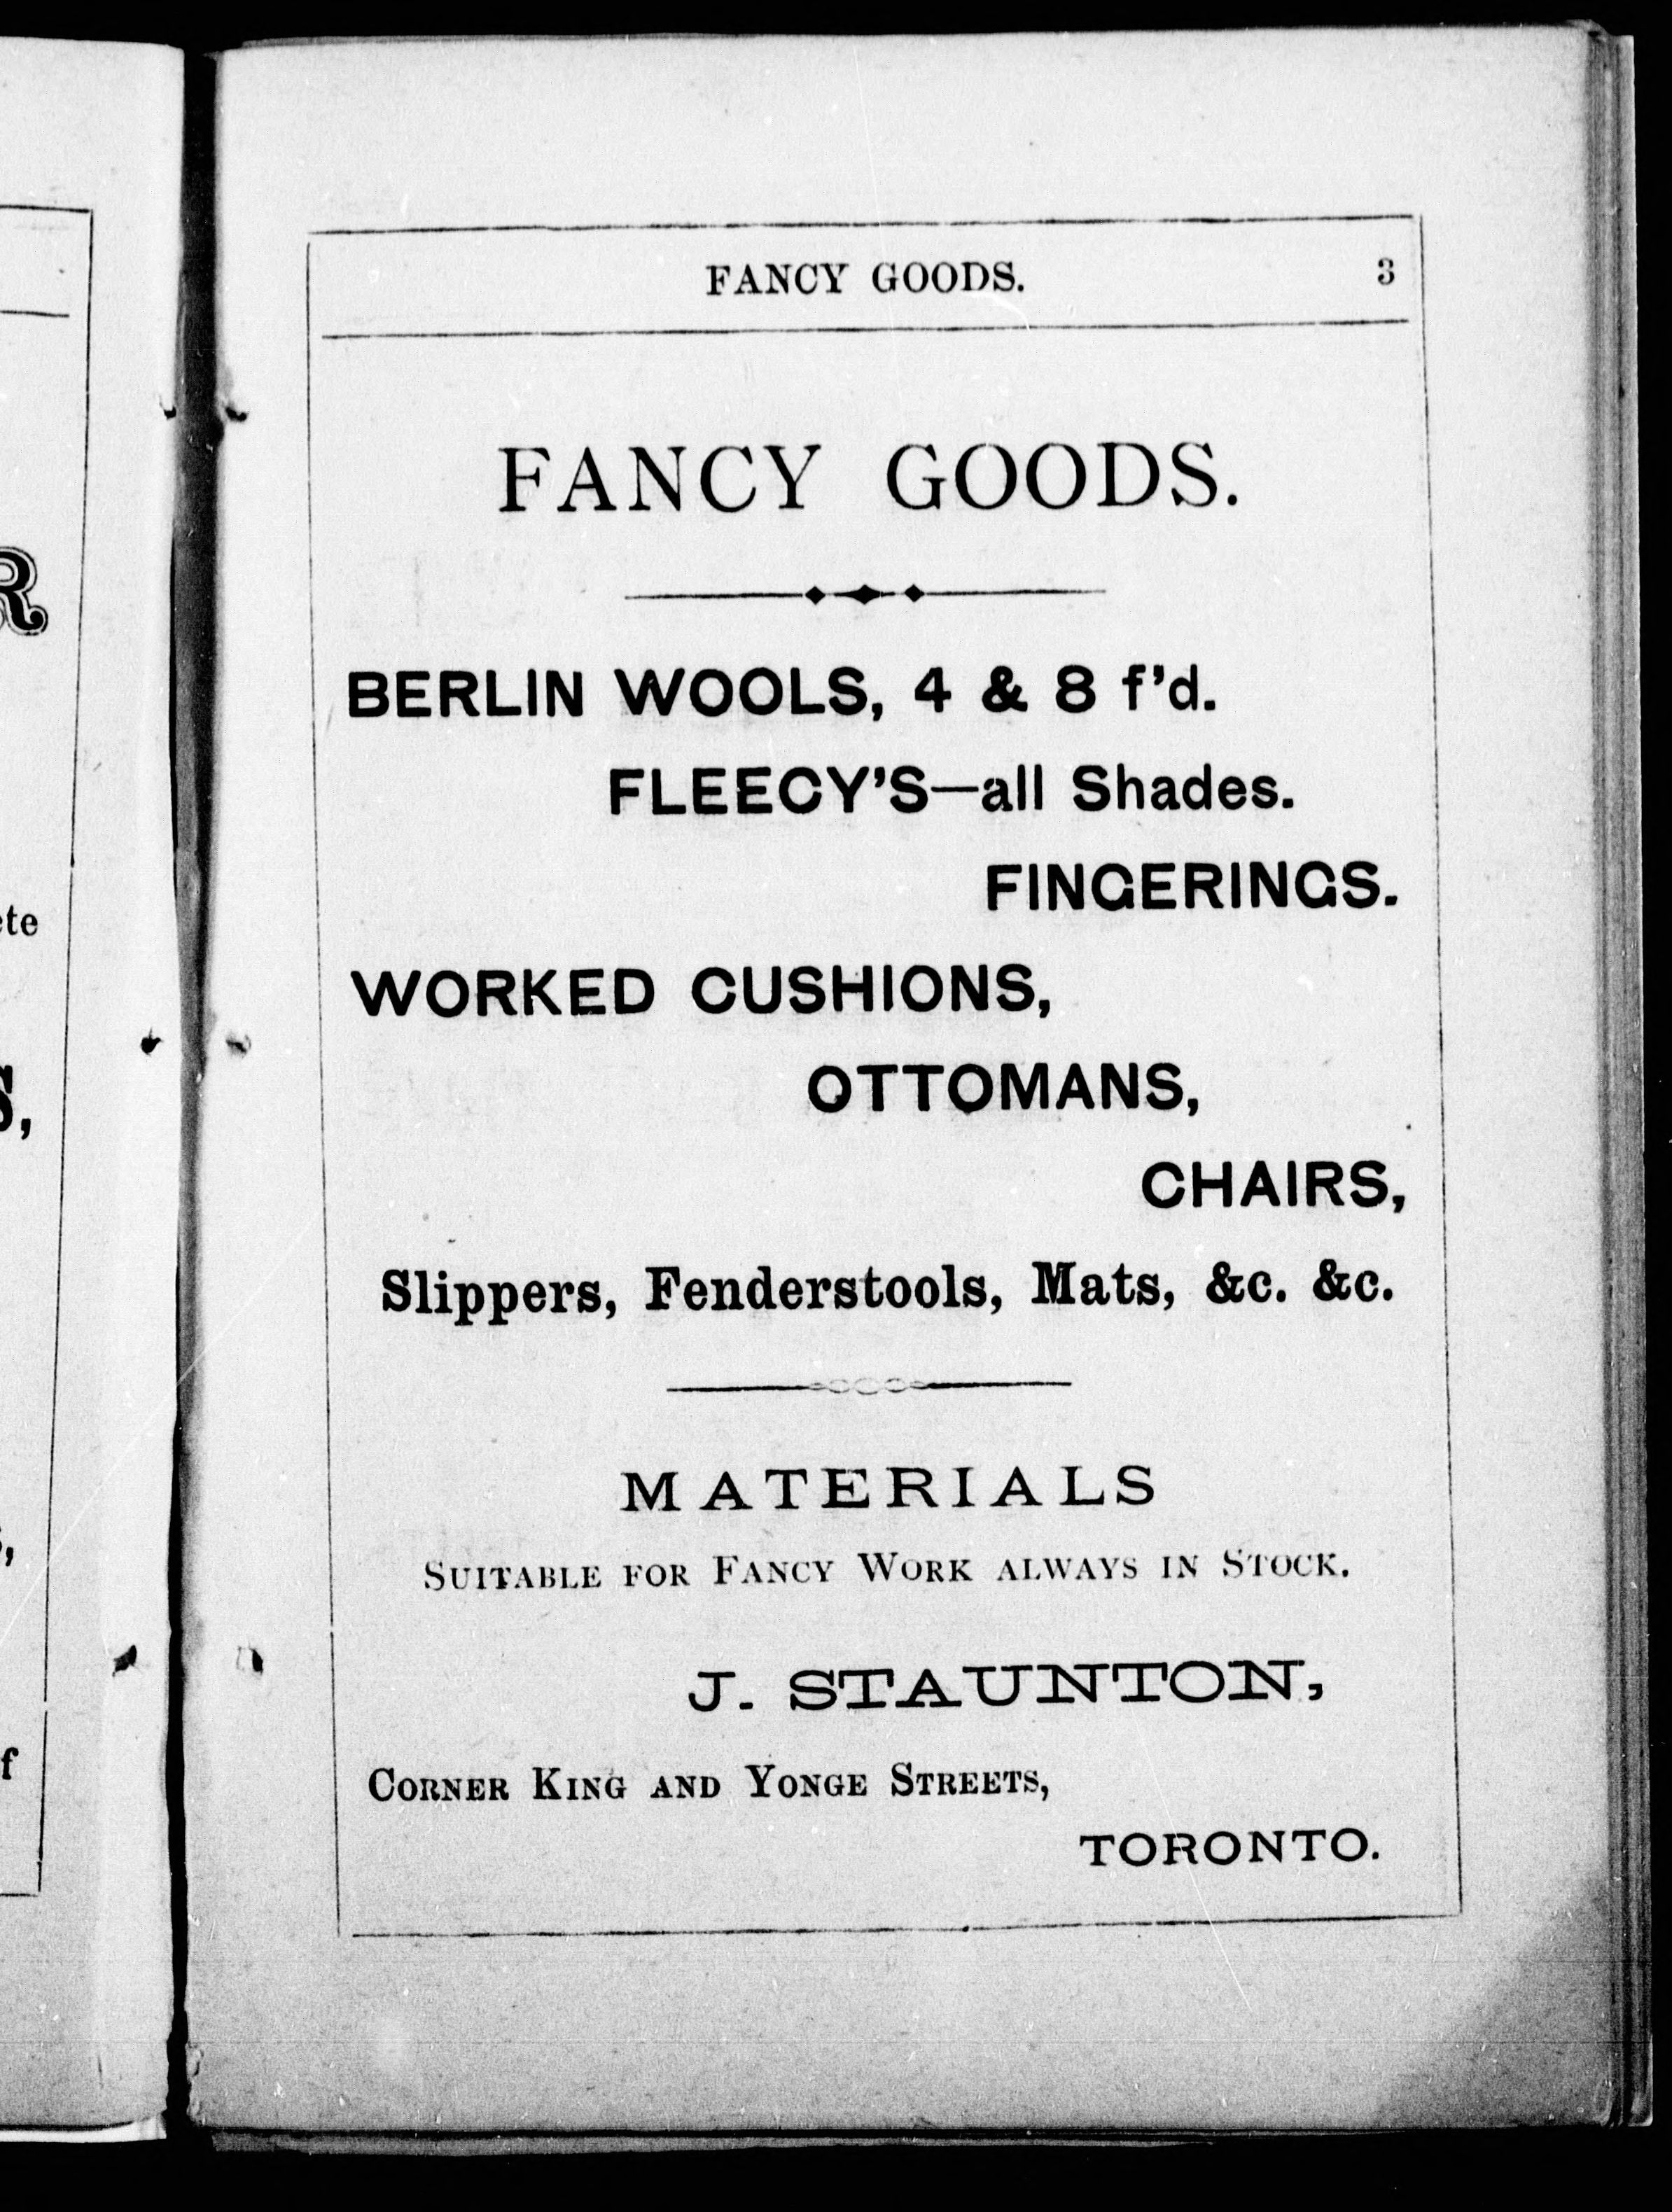 FANCY GOODS. 3
FANCY GOODS.
BERLIN WOOLS, 4 & 8 f'd.
FLEECY'S—all Shades.
FINGERINGS.
WORKED CUSHIONS,
OTTOMANS,
CHAIRS,
Slippers, Fenderstools, Mats, &c. &c.
MATERIALS
SUITABLE FOR FANCY WORK ALWAYS IN STOCK.
J. STAUNTON,
CORNER KING AND YONGE STREETS,
TORONTO.